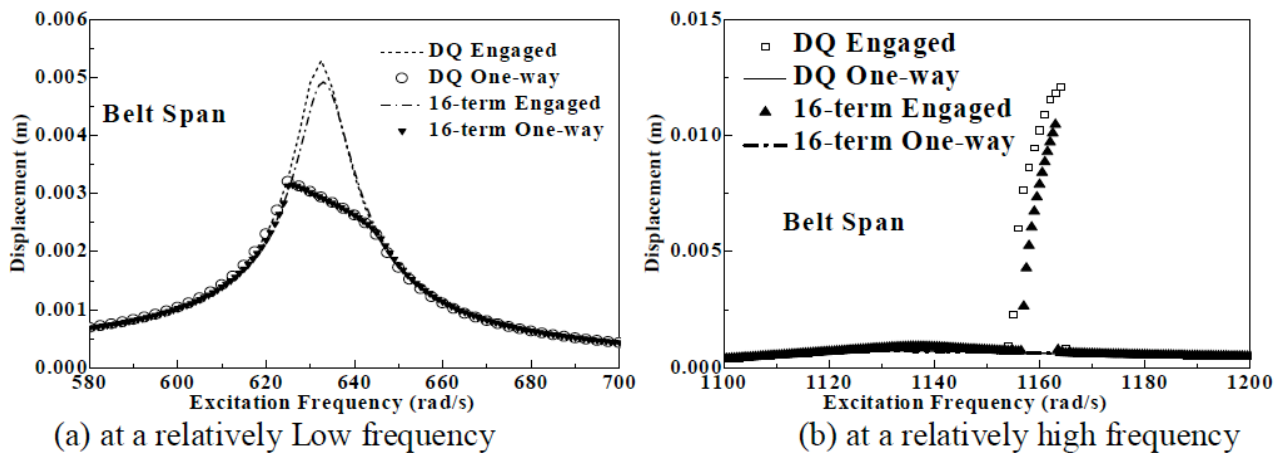 0.006
0.005
0.004
0.003
0.002
0.001
0.000
Displacement (m)
DQ Engaged
DQ One-way
16-term Engaged
16-term One-way
Belt Span
580 600 620 640 660 680 700
Excitation Frequency (rad/s)
(a) at a relatively Low frequency
0.015
0.010
0.005
0.000
Displacement (m)
DQ Engaged
DQ One-way
16-term Engaged
16-term One-way
Belt Span
1100 1120 1140 1160 1180 1200
Excitation Frequency (rad/s)
(b) at a relatively high frequency